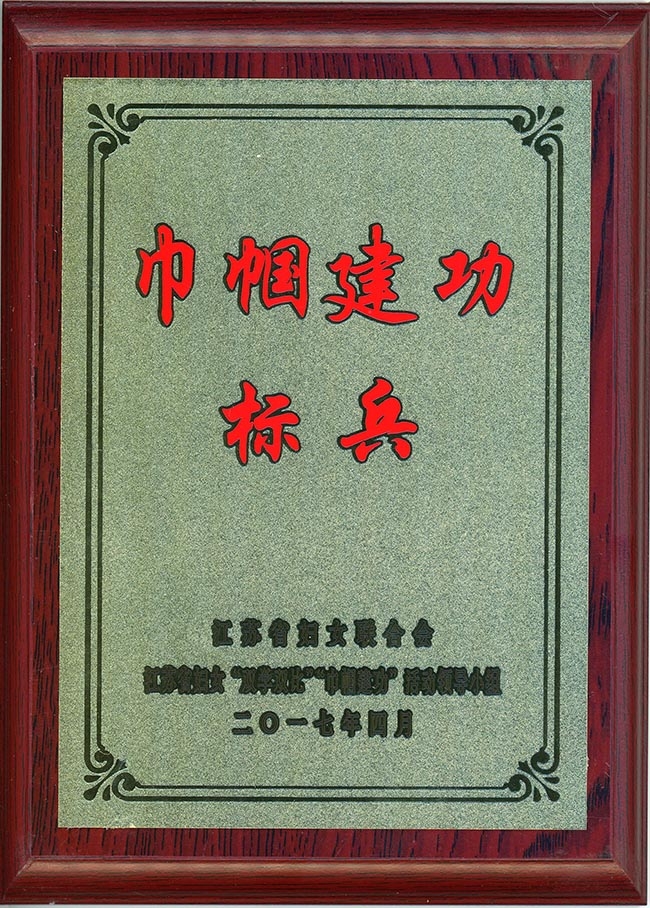 巾帼建功
标兵
江苏省妇女联合会
江苏省妇女“双学双比”“巾帼建功”活动领导小组
二〇一七年四月